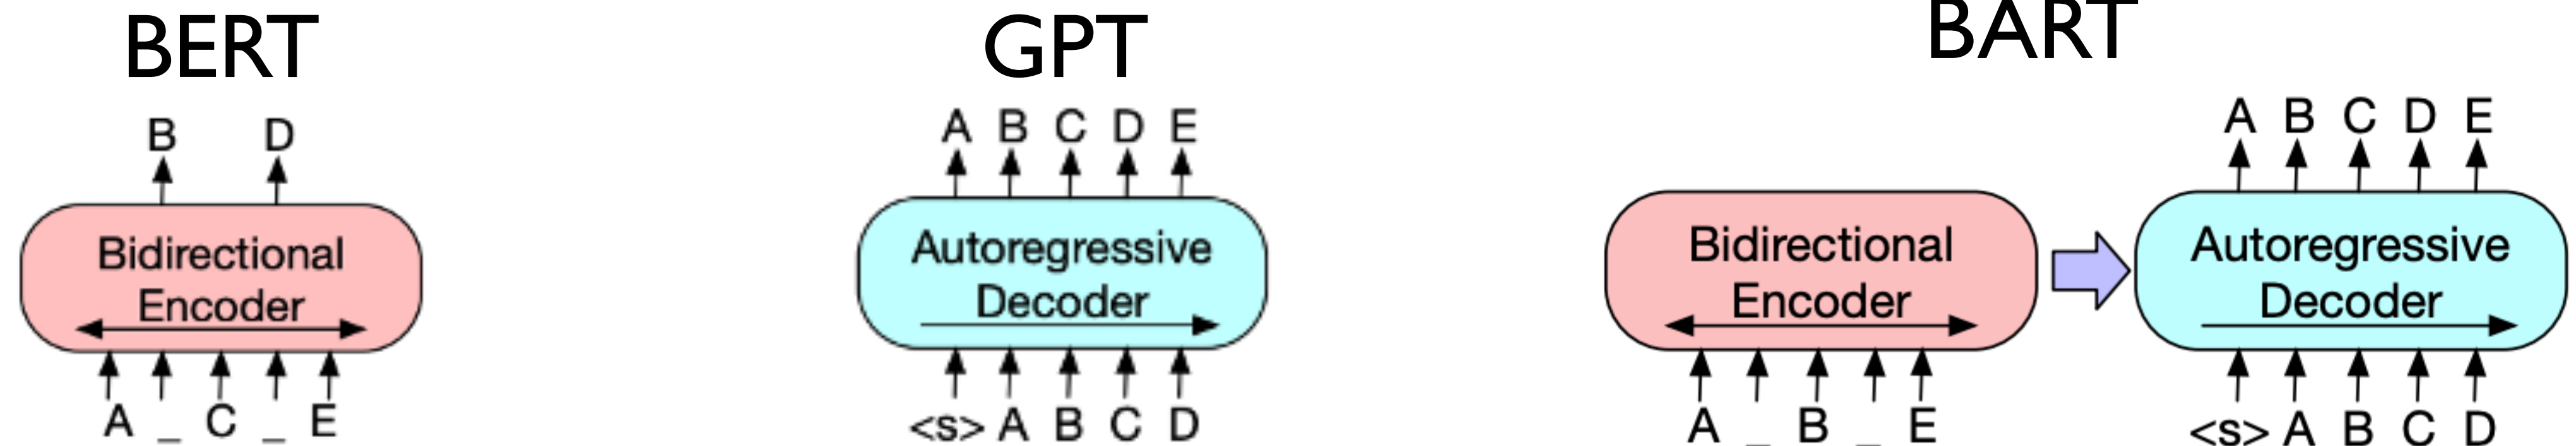 BERT
B D
Bidirectional
Encoder
A _ C _ E
GPT
A B C D E
Autoregressive
Decoder
<s> A B C D
BART
Bidirectional
Encoder
A _ B _ E
A B C D E
Autoregressive
Decoder
<s> A B C D